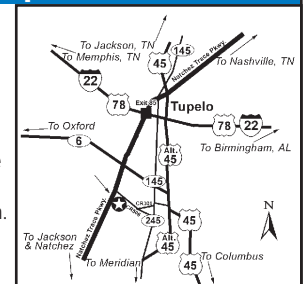 To Jackson, TN
To Memphis, TN
145
45
Natchez Trace Pkwy.
To Nashville, TN
22
78
Exit 85
Tupelo
78
22
To Oxford
6
Alt.
45
To Birmingham, AL
145
N
245
45
To Jackson
& Natchez
Natchez Trace Pkwy.
Alt.
45
To Meridian
45
To Columbus